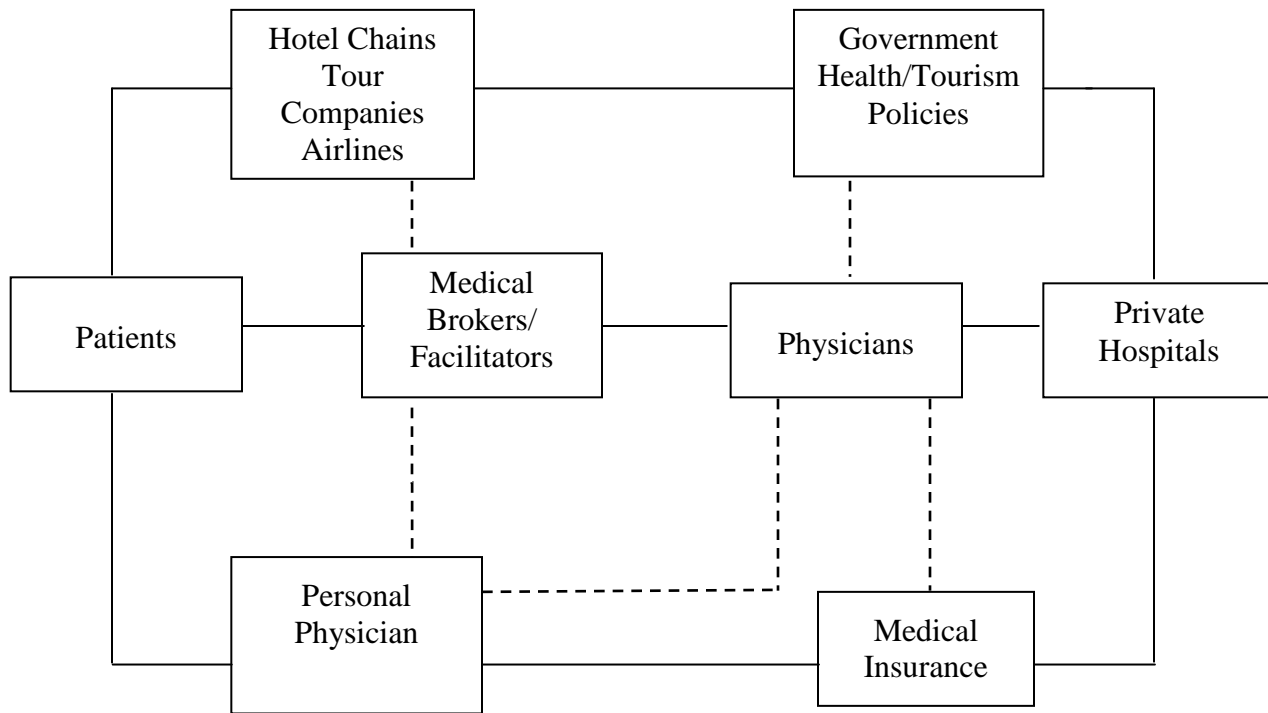 Hotel Chains
Tour
Companies
Airlines
Government
Health/Tourism
Policies
Patients
Medical
Brokers/
Facilitators
Physicians
Private
Hospitals
Personal
Physician
Medical
Insurance